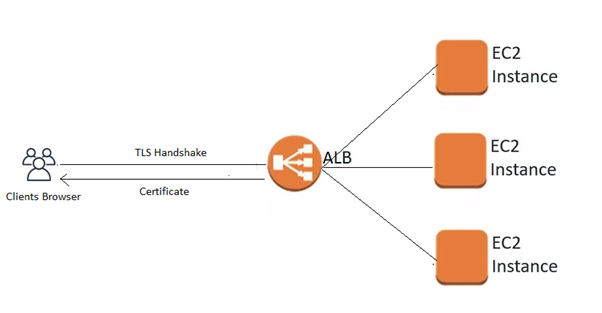 EC2
Instance
TLS Handshake
ALB
EC2
Instance
Certificate
Clients Browser
EC2
Instance